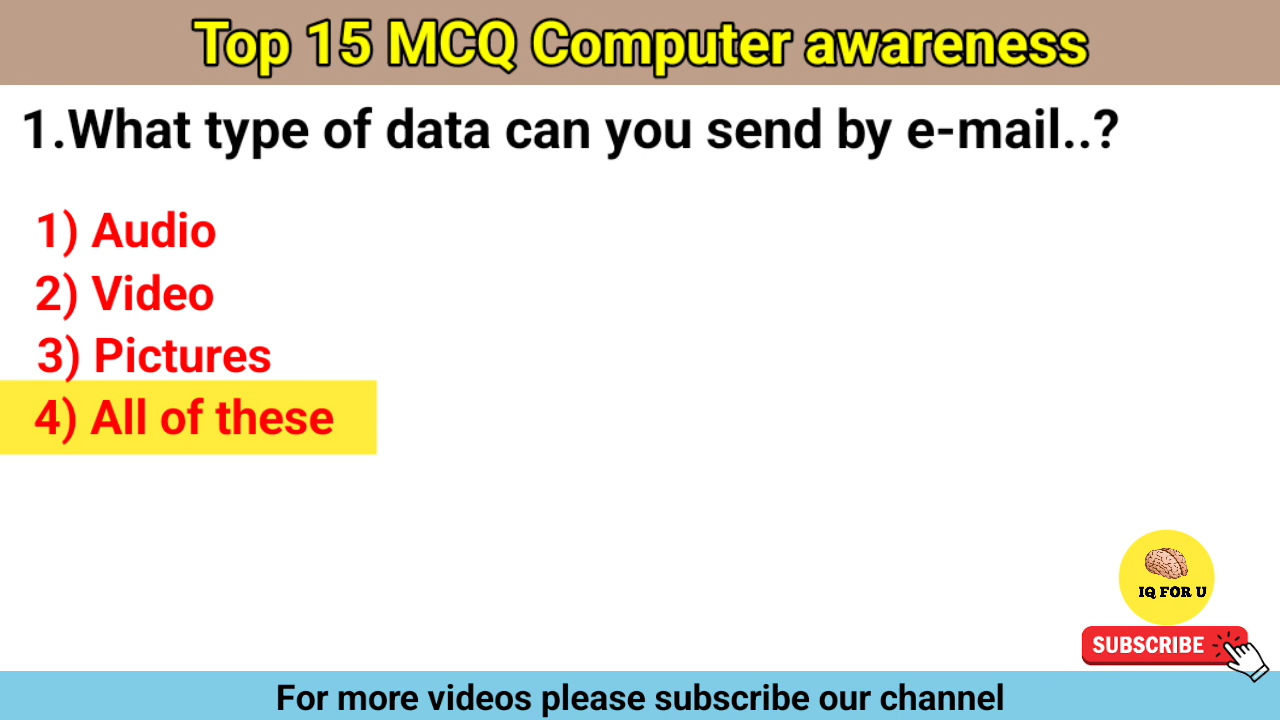 Top 15 MCQ Computer awareness
1.What type of data can you send by e-mail..?
1) Audio
2) Video
3) Pictures
4) All of these
IQ FOR U
SUBSCRIBE
For more videos please subscribe our channel